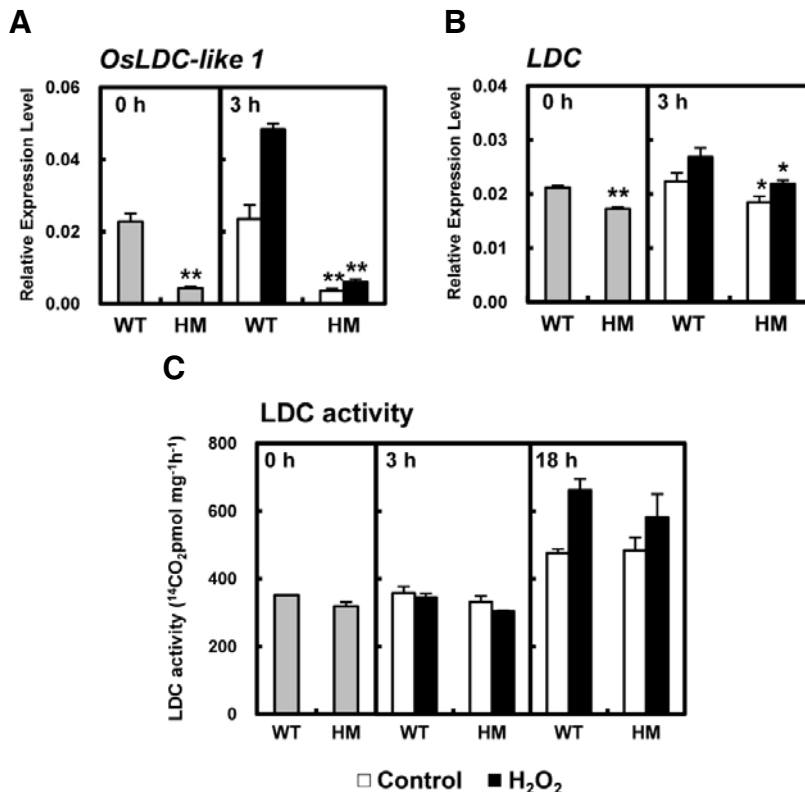 A
OsLDC-like 1
Relative Expression Level
0.06
0.04
0.02
0.00
0 h
3 h
**
** **
WT HM WT HM
B
LDC
Relative Expression Level
0.04
0.03
0.02
0.01
0.00
0 h
3 h
**
* *
WT HM WT HM
C
LDC activity
LDC activity (¹⁴CO₂pmol mg⁻¹h⁻¹)
800
600
400
200
0
0 h
3 h
18 h
WT HM WT HM WT HM
Control H₂O₂